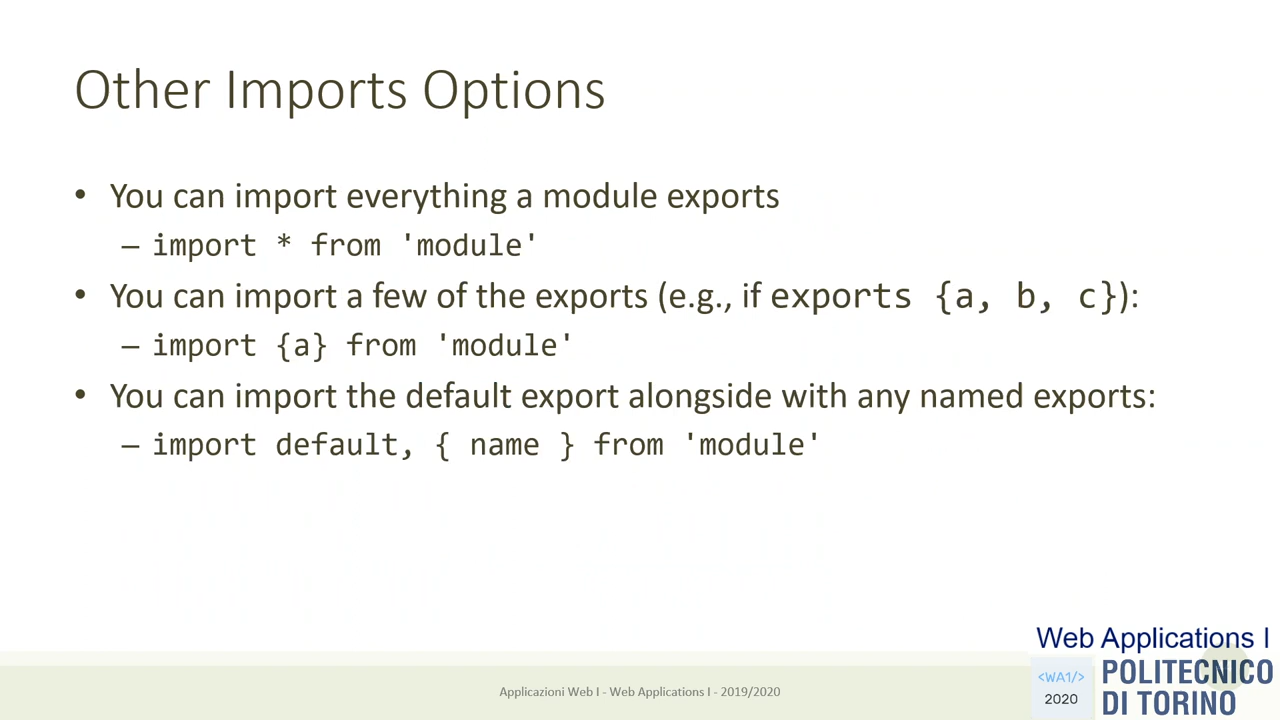 Other Imports Options
• You can import everything a module exports
– import * from 'module'
• You can import a few of the exports (e.g., if exports {a, b, c}):
– import {a} from 'module'
• You can import the default export alongside with any named exports:
– import default, { name } from 'module'
Web Applications I
<WA1/>
2020
POLITECNICO
DI TORINO
Applicazioni Web I - Web Applications I - 2019/2020